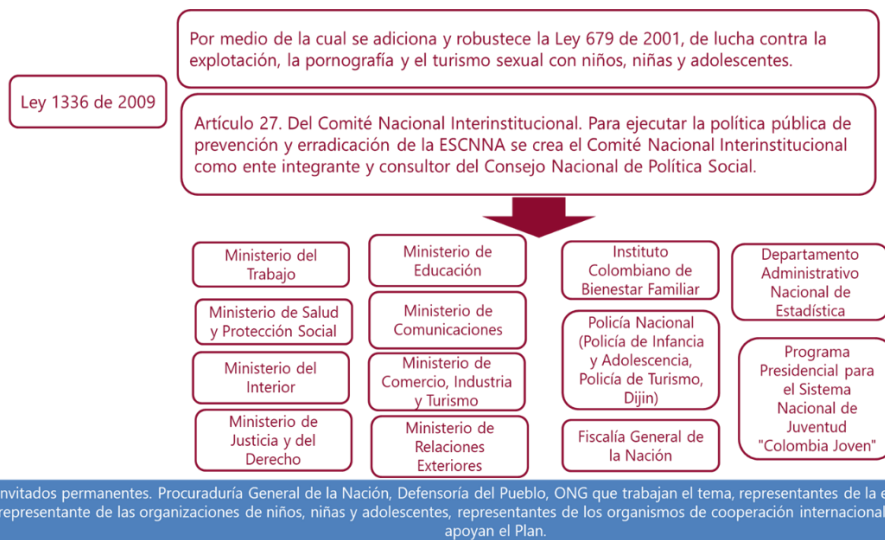 Por medio de la cual se adiciona y robustece la Ley 679 de 2001, de lucha contra la
explotación, la pornografía y el turismo sexual con niños, niñas y adolescentes.
Ley 1336 de 2009
Artículo 27. Del Comité Nacional Interinstitucional. Para ejecutar la política pública de
prevención y erradicación de la ESCNNA se crea el Comité Nacional Interinstitucional
como ente integrante y consultor del Consejo Nacional de Política Social.
Ministerio del
Trabajo
Ministerio de Salud
y Protección Social
Ministerio del
Interior
Ministerio de
Justicia y del
Derecho
Ministerio de
Educación
Ministerio de
Comunicaciones
Ministerio de
Comercio, Industria
y Turismo
Ministerio de
Relaciones
Exteriores
Instituto
Colombiano de
Bienestar Familiar
Policía Nacional
(Policía de Infancia
y Adolescencia,
Policía de Turismo,
Dijin)
Fiscalía General de
la Nación
Departamento
Administrativo
Nacional de
Estadística
Programa
Presidencial para
el Sistema
Nacional de
Juventud
"Colombia Joven"
nvitados permanentes. Procuraduría General de la Nación, Defensoría del Pueblo, ONG que trabajan el tema, representantes de la
representante de las organizaciones de niños, niñas y adolescentes, representantes de los organismos de cooperación internacional
apoyan el Plan.